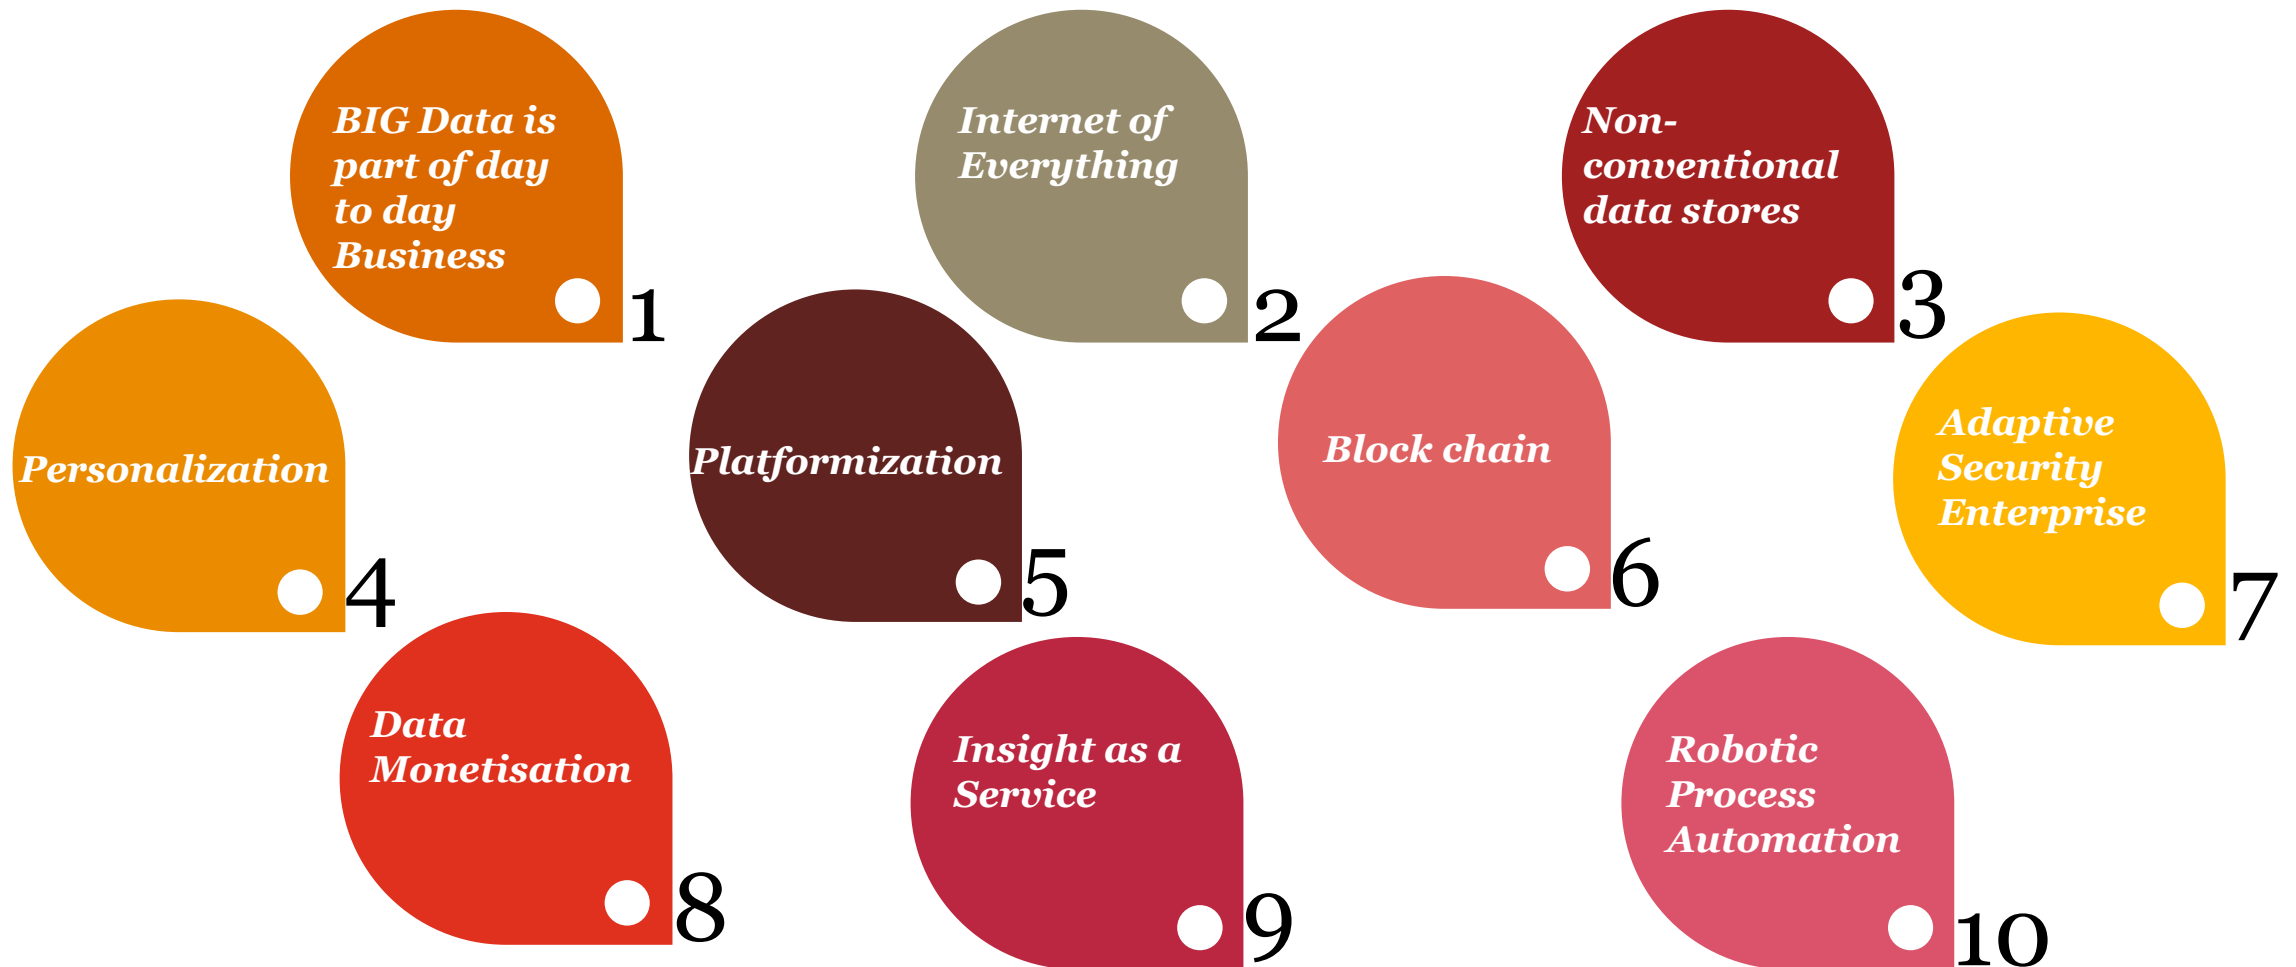 BIG Data is
part of day
to day
Business
1
Internet of
Everything
2
Non-
conventional
data stores
3
Personalization
4
Platformization
5
Block chain
6
Adaptive
Security
Enterprise
7
Data
Monetisation
8
Insight as a
Service
9
Robotic
Process
Automation
10